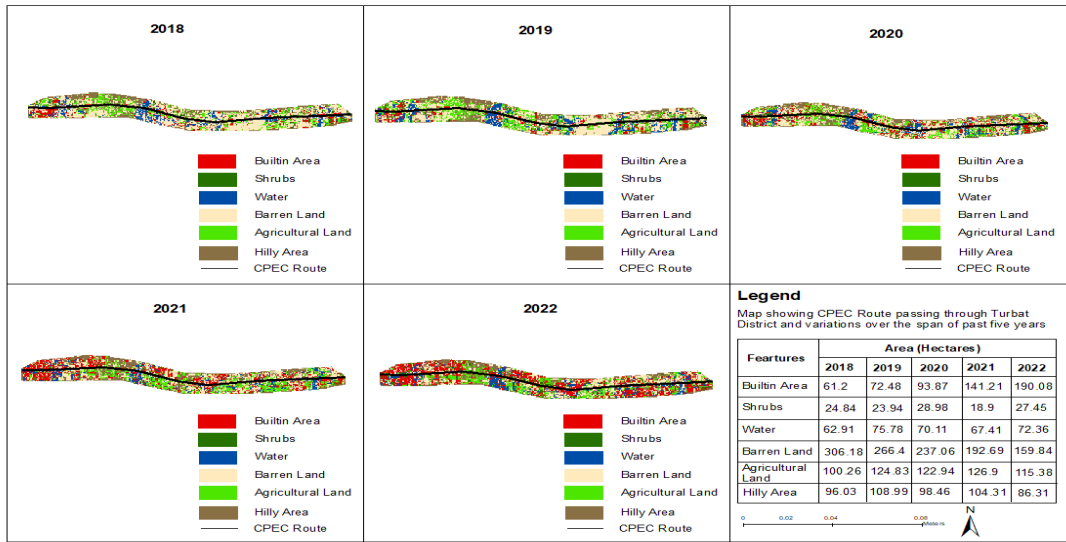 2018
Builtin Area
Shrubs
Water
Barren Land
Agricultural Land
Hilly Area
CPEC Route
2019
Builtin Area
Shrubs
Water
Barren Land
Agricultural Land
Hilly Area
CPEC Route
2020
Builtin Area
Shrubs
Water
Barren Land
Agricultural Land
Hilly Area
CPEC Route
2021
Builtin Area
Shrubs
Water
Barren Land
Agricultural Land
Hilly Area
CPEC Route
2022
Builtin Area
Shrubs
Water
Barren Land
Agricultural Land
Hilly Area
CPEC Route
Legend
Map showing CPEC Route passing through Turbat
District and variations over the span of past five years
Feartures Area (Hectares)
2018 2019 2020 2021 2022
Builtin Area 61.2 72.48 93.87 141.21 190.08
Shrubs 24.84 23.94 28.98 18.9 27.45
Water 62.91 75.78 70.11 67.41 72.36
Barren Land 306.18 266.4 237.06 192.69 159.84
Agricultural
Land 100.26 124.83 122.94 126.9 115.38
Hilly Area 96.03 108.99 98.46 104.31 86.31
0 0.02 0.04 0.08
Meters
N